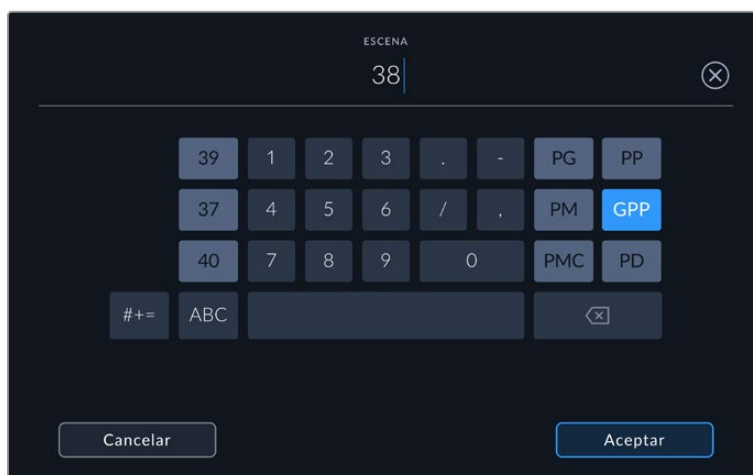 ESCENA
38
39 1 2 3 . - PG PP
37 4 5 6 / , PM GPP
40 7 8 9 0 PMC PD
#+= ABC
Cancelar Aceptar